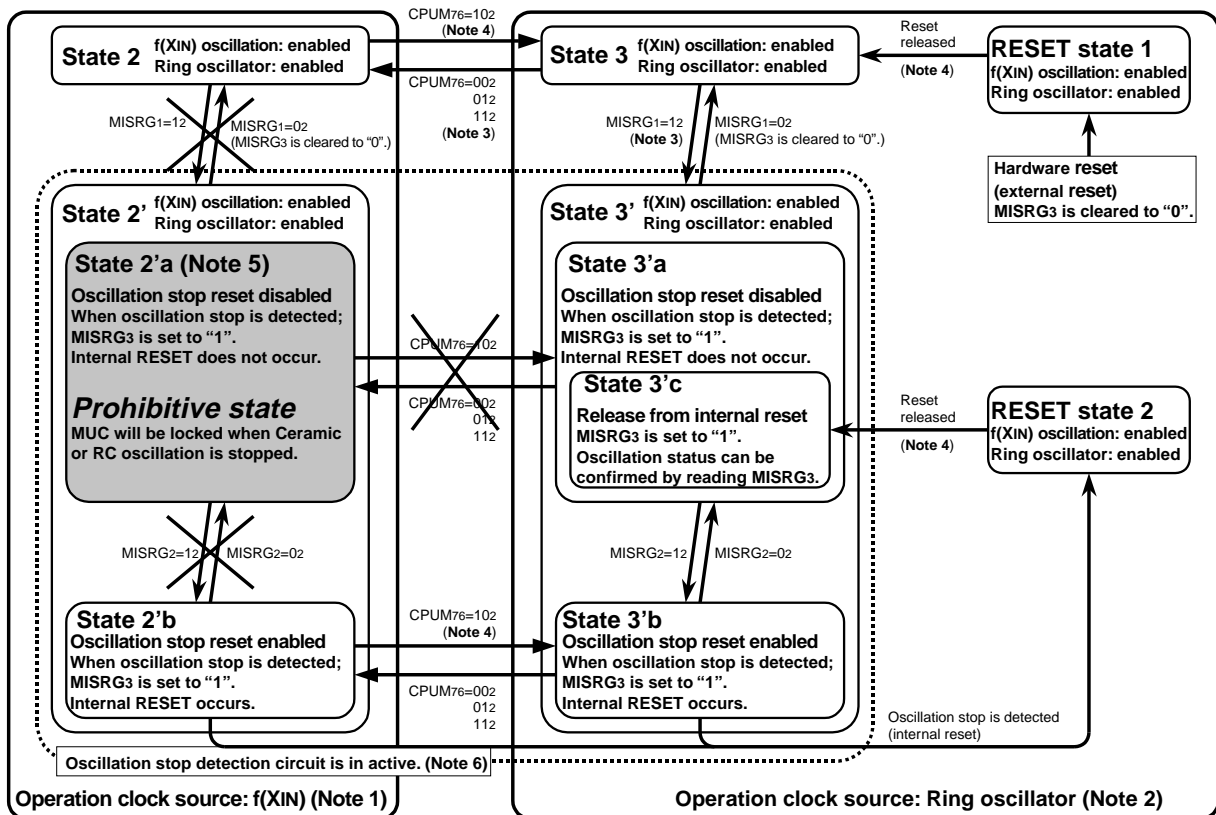 CPUM76=102
(Note 4)
State 2
f(XIN) oscillation: enabled
Ring oscillator: enabled
State 3
f(XIN) oscillation: enabled
Ring oscillator: enabled
Reset
released
(Note 4)
RESET state 1
f(XIN) oscillation: enabled
Ring oscillator: enabled
CPUM76=002
012
112
(Note 3)
MISRG1=12
MISRG1=02
(MISRG3 is cleared to “0”.)
MISRG1=12
(Note 3)
MISRG1=02
(MISRG3 is cleared to “0”.)
Hardware reset
(external reset)
MISRG3 is cleared to “0”.
State 2'
f(XIN) oscillation: enabled
Ring oscillator: enabled
State 3'
f(XIN) oscillation: enabled
Ring oscillator: enabled
State 2'a (Note 5)
Oscillation stop reset disabled
When oscillation stop is detected;
MISRG3 is set to “1”.
Internal RESET does not occur.
Prohibitive state
MUC will be locked when Ceramic
or RC oscillation is stopped.
CPUM76=102
CPUM76=002
012
112
State 3'a
Oscillation stop reset disabled
When oscillation stop is detected;
MISRG3 is set to “1”.
Internal RESET does not occur.
State 3'c
Release from internal reset
MISRG3 is set to “1”.
Oscillation status can be
confirmed by reading MISRG3.
Reset
released
(Note 4)
RESET state 2
f(XIN) oscillation: enabled
Ring oscillator: enabled
MISRG2=12
MISRG2=02
MISRG2=12
MISRG2=02
State 2'b
Oscillation stop reset enabled
When oscillation stop is detected;
MISRG3 is set to “1”.
Internal RESET occurs.
CPUM76=102
(Note 4)
CPUM76=002
012
112
State 3'b
Oscillation stop reset enabled
When oscillation stop is detected;
MISRG3 is set to “1”.
Internal RESET occurs.
Oscillation stop is detected
(internal reset)
Oscillation stop detection circuit is in active. (Note 6)
Operation clock source: f(XIN) (Note 1)
Operation clock source: Ring oscillator (Note 2)